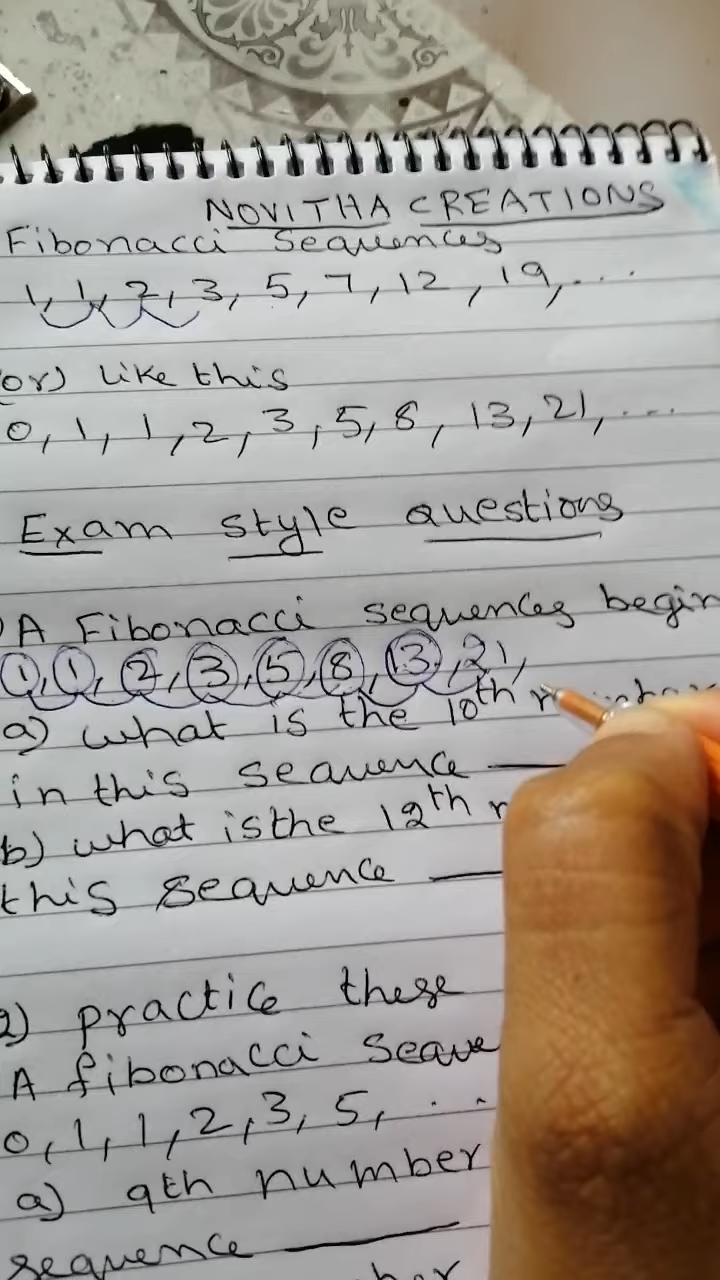 NOVITHA CREATIONS
Fibonacci Sequences
1, 1, 2, 3, 5, 7, 12, 19, ...
(or) like this
0, 1, 1, 2, 3, 5, 8, 13, 21, ...
Exam style questions
A Fibonacci sequences begin
1, 1, 2, 3, 5, 8, 13, 21,
a) what is the 10th
in this sequence
b) what is the 12th
this sequence
2) practice these
A fibonacci
0, 1, 1, 2, 3, 5, ...
a) 9th number
sequence